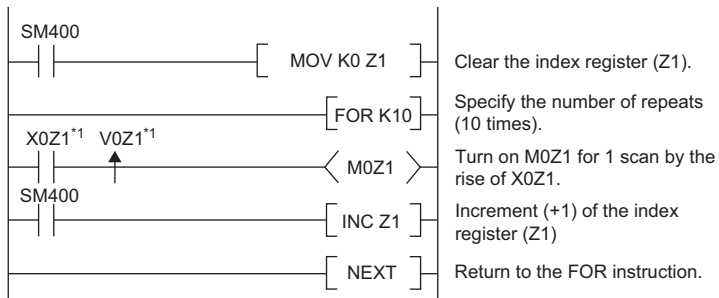 SM400
MOV K0 Z1
Clear the index register (Z1).
FOR K10
Specify the number of repeats
(10 times).
X0Z1*1 V0Z1*1
M0Z1
Turn on M0Z1 for 1 scan by the
rise of X0Z1.
SM400
INC Z1
Increment (+1) of the index
register (Z1)
NEXT
Return to the FOR instruction.